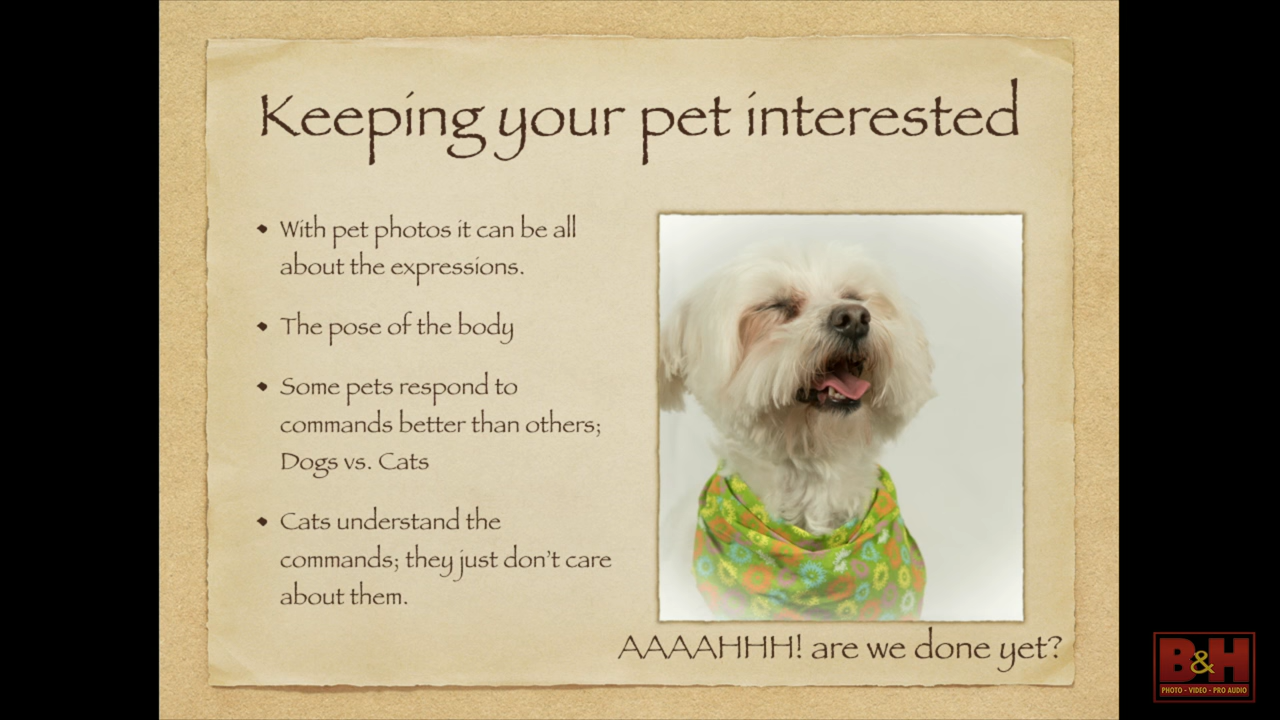 Keeping your pet interested
• With pet photos it can be all
about the expressions.
• The pose of the body
• Some pets respond to
commands better than others;
Dogs vs. Cats
• Cats understand the
commands; they just don't care
about them.
AAAAHHH! are we done yet?
B&H
PHOTO - VIDEO - PRO AUDIO